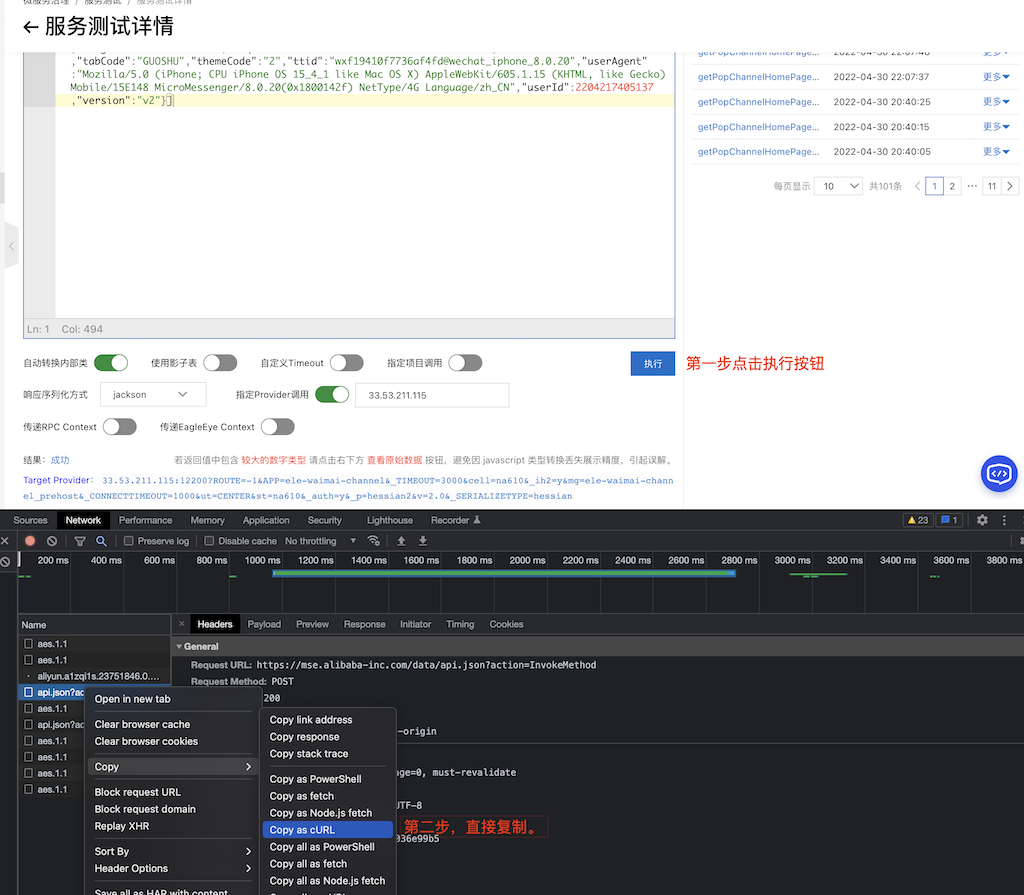 微服务治理 / 服务测试 / 服务测试详情
← 服务测试详情
,"tabCode":"GUOSHU","themeCode":"2","ttid":"wxf19410f7736af4fd@wechat_iphone_8.0.20","userAgent"
:"Mozilla/5.0 (iPhone; CPU iPhone OS 15_4_1 like Mac OS X) AppleWebKit/605.1.15 (KHTML, like Gecko)
Mobile/15E148 MicroMessenger/8.0.20(0x1800142f) NetType/4G Language/zh_CN","userId":2204217405137
,"version":"v2"}]
Ln: 1 Col: 494
getPopChannelHomePage... 2022-04-30 22:07:44 更多
getPopChannelHomePage... 2022-04-30 22:07:37 更多
getPopChannelHomePage... 2022-04-30 20:40:25 更多
getPopChannelHomePage... 2022-04-30 20:40:15 更多
getPopChannelHomePage... 2022-04-30 20:40:05 更多
每页显示 10 共101条 1 2 ··· 11
自动转换内部类 使用影子表 自定义Timeout 指定项目调用 执行 第一步点击执行按钮
响应序列化方式 jackson 指定Provider调用 33.53.211.115
传递RPC Context 传递EagleEye Context
结果: 成功 若返回值中包含 较大的数字类型 请点击右下方 查看原始数据 按钮，避免因 javascript 类型转换丢失展示精度，引起误解。
Target Provider: 33.53.211.115:12200?ROUTE=-1&APP=ele-waimai-channel&_TIMEOUT=3000&cell=na610&_ih2=y&mg=ele-waimai-chann
el_prehost&_CONNECTTIMEOUT=1000&ut=CENTER&st=na610&_auth=y&_p=hessian2&v=2.0&_SERIALIZETYPE=hessian
Sources Network Performance Memory Application Security Lighthouse Recorder 23 1
Preserve log Disable cache No throttling
200 ms 400 ms 600 ms 800 ms 1000 ms 1200 ms 1400 ms 1600 ms 1800 ms 2000 ms 2200 ms 2400 ms 2600 ms 2800 ms 3000 ms 3200 ms 3400 ms 3600 ms 3800 ms
Name × Headers Payload Preview Response Initiator Timing Cookies
aes.1.1
aes.1.1
aliyun.a1zqi1s.23751846.0....
api.json?ac
aes.1.1
api.json?ac
aes.1.1
aes.1.1
aes.1.1
aes.1.1
General
Request URL: https://mse.alibaba-inc.com/data/api.json?action=InvokeMethod
Request Method: POST
200
-origin
age=0, must-revalidate
UTF-8
036e99b5
Open in new tab
Clear browser cache
Clear browser cookies
Copy
Block request URL
Block request domain
Replay XHR
Sort By
Header Options
Save all as HAR with content
Copy link address
Copy response
Copy stack trace
Copy as PowerShell
Copy as fetch
Copy as Node.js fetch
Copy as cURL
Copy all as PowerShell
Copy all as fetch
Copy all as Node.js fetch
第二步，直接复制。